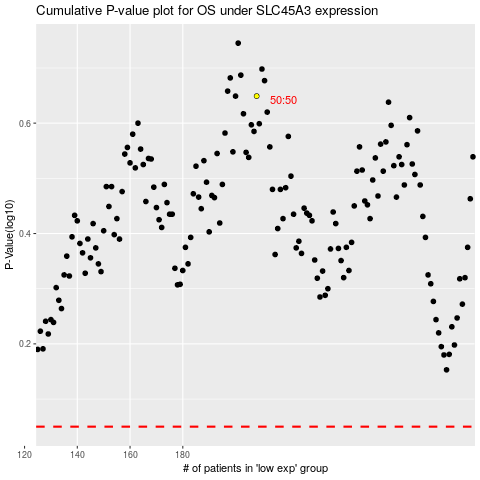 Cumulative P-value plot for OS under SLC45A3 expression
P-Value(log10)
0.6
0.4
0.2
50:50
120 140 160 180
# of patients in 'low exp' group